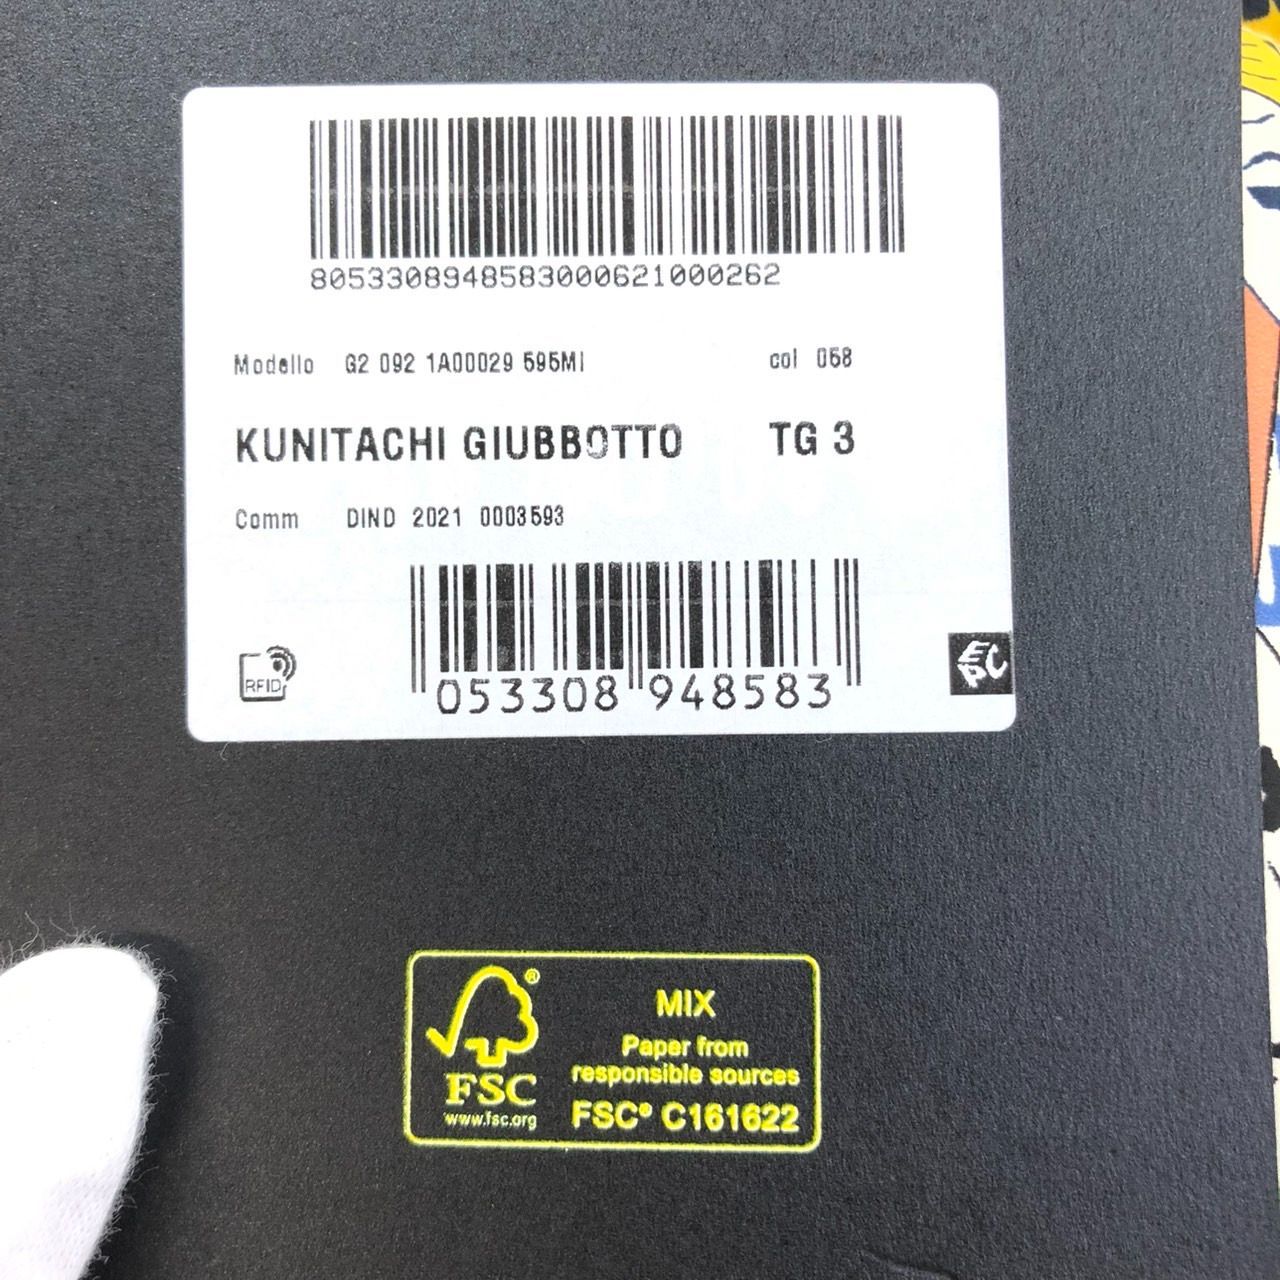 8053308948583000621000262
Modello G2 092 1A00029 595MI col 058
KUNITACHI GIUBBOTTO TG 3
Comm DIND 2021 0003593
RFID
EPC
053308 948583
®
MIX
Paper from
responsible sources
FSC
www.fsc.org
FSC® C161622